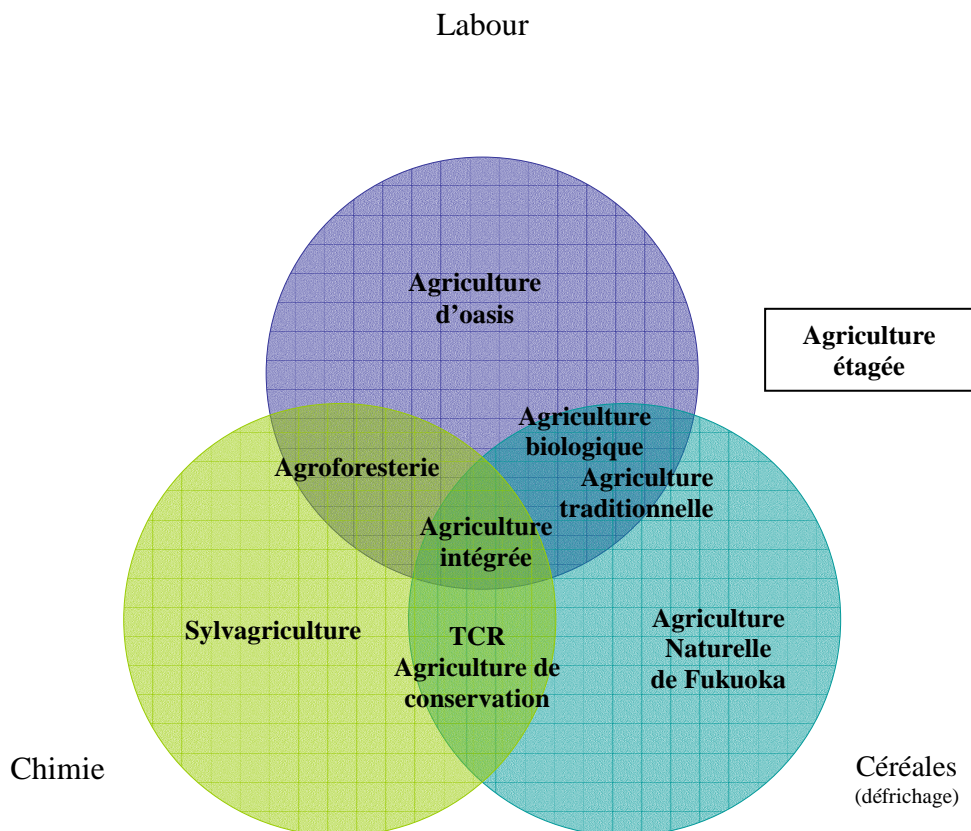 Labour
Agriculture
d’oasis
Agriculture
étagée
Agriculture
biologique
Agriculture
traditionnelle
Agroforesterie
Agriculture
intégrée
Sylvagriculture
TCR
Agriculture de
conservation
Agriculture
Naturelle
de Fukuoka
Chimie
Céréales
(défrichage)